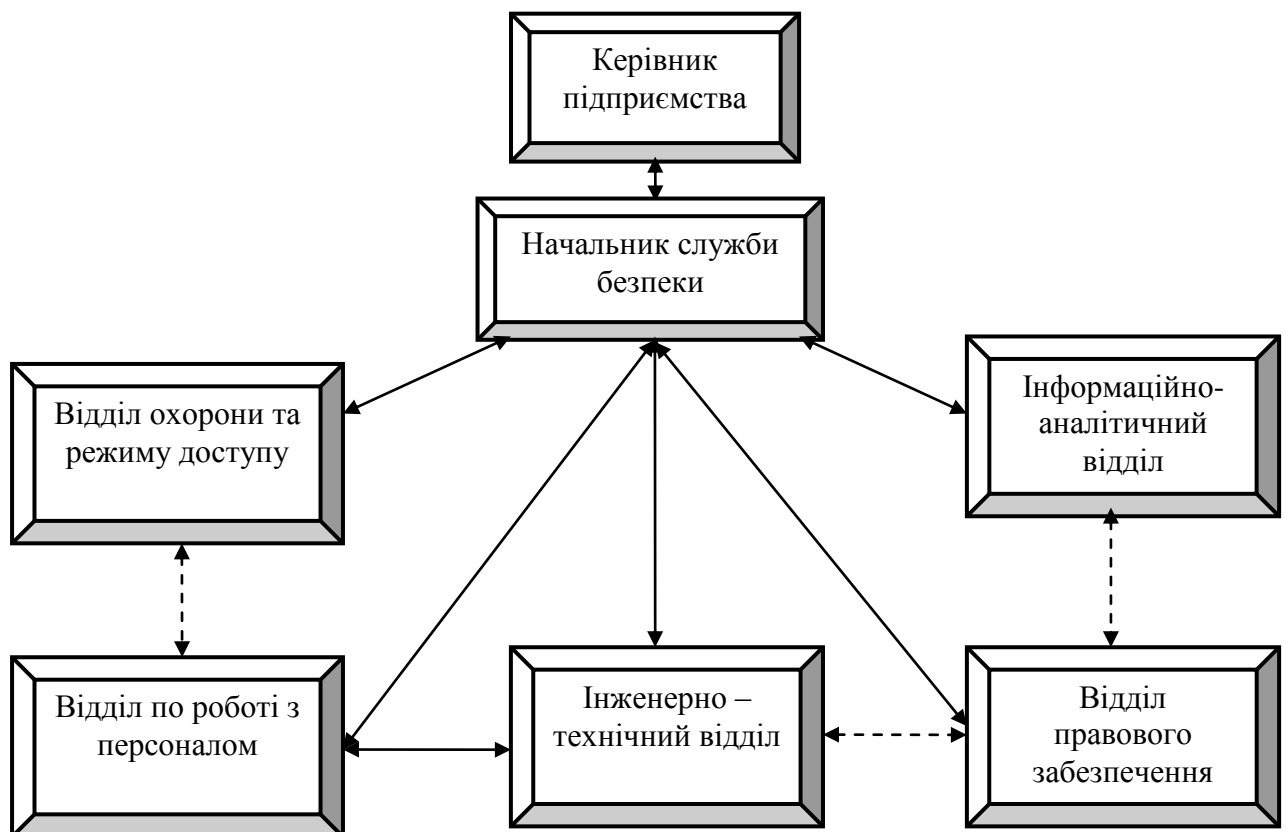 Керівник
підприємства
Начальник служби
безпеки
Відділ охорони та
режиму доступу
Інформаційно-
аналітичний
відділ
Відділ по роботі з
персоналом
Інженерно –
технічний відділ
Відділ
правового
забезпечення